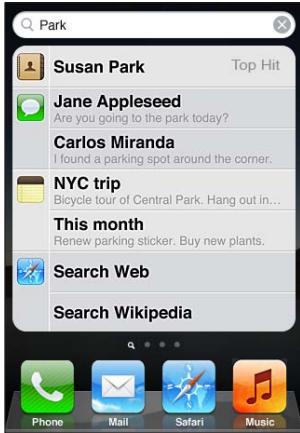 Park
Susan Park Top Hit
Jane Appleseed
Are you going to the park today?
Carlos Miranda
I found a parking spot around the corner.
NYC trip
Bicycle tour of Central Park. Hang out in…
This month
Renew parking sticker. Buy new plants.
Search Web
Search Wikipedia
Phone Mail Safari Music